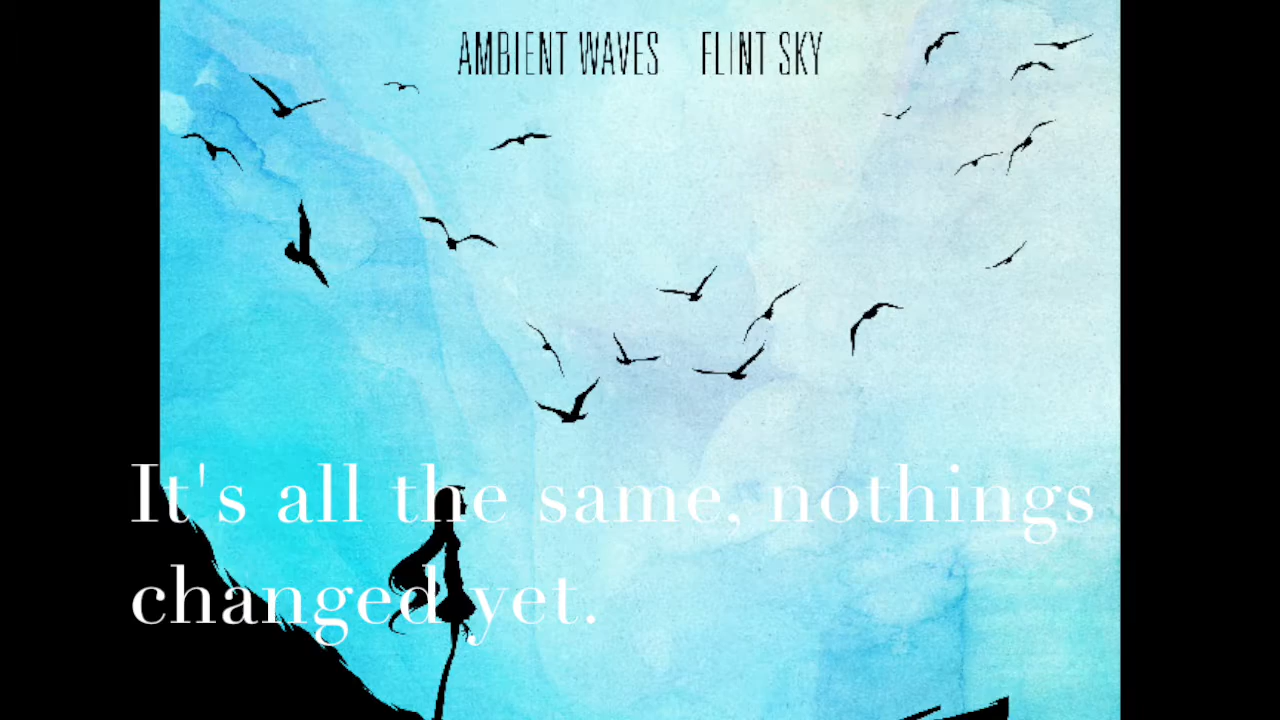 AMBIENT WAVES FLINT SKY
It's all the same, nothings
changed yet.